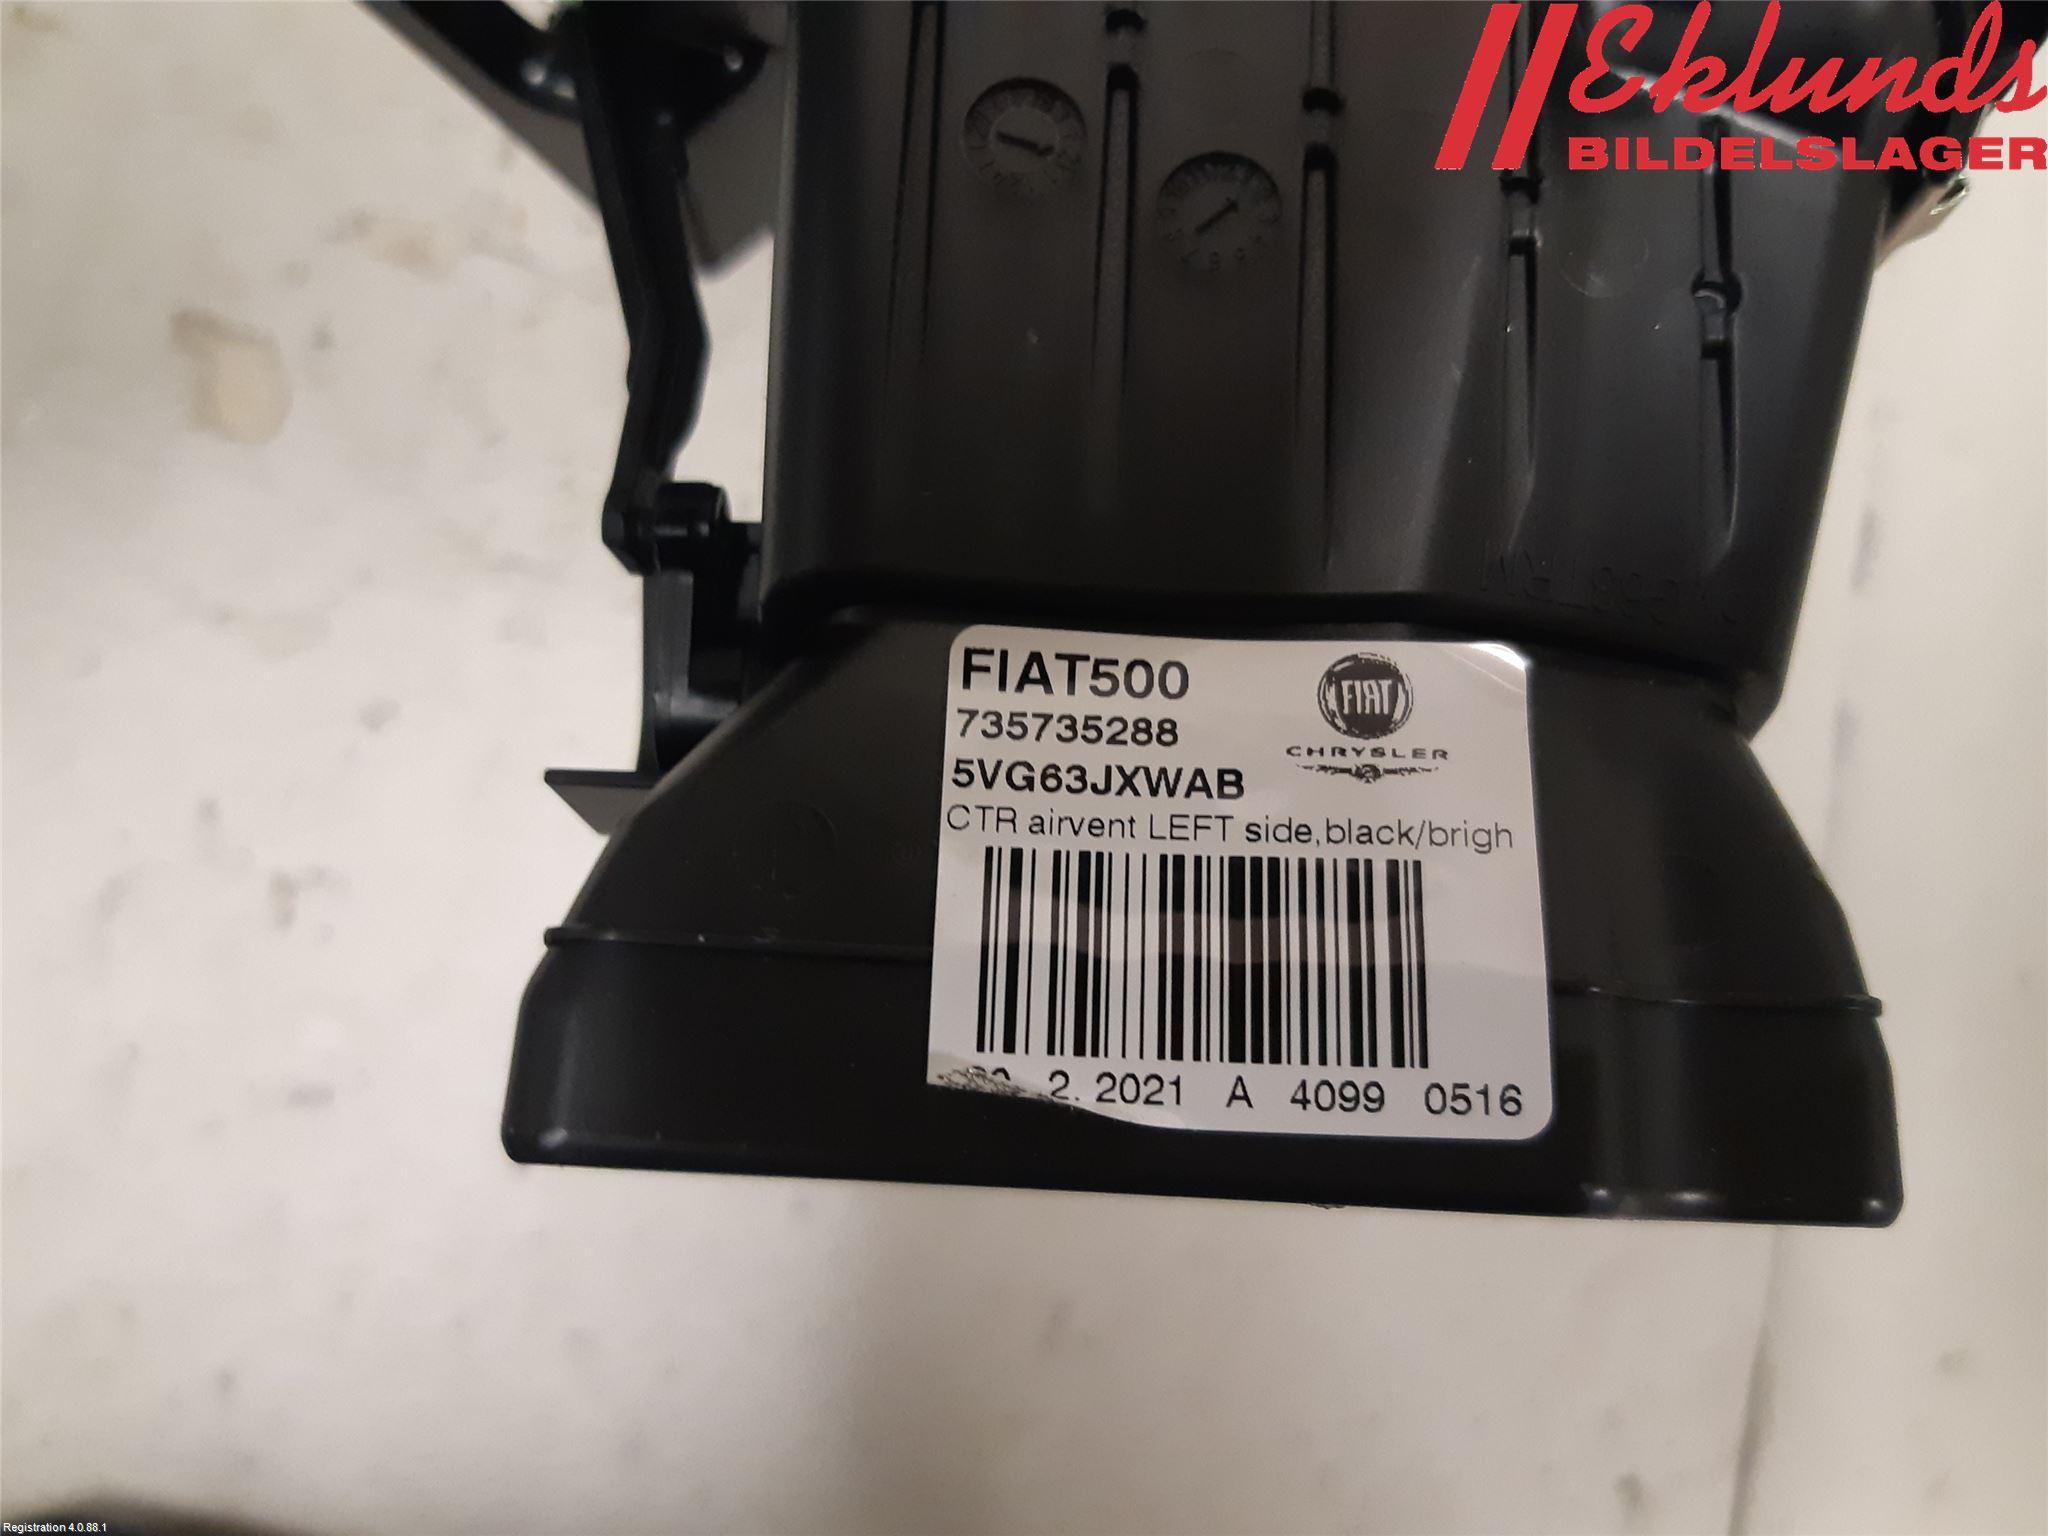 Eklunds
BILDELSLAGER
FIAT500
735735288
5VG63JXWAB
FIAT
CHRYSLER
CTR airvent LEFT side,black/brigh
2. 2021 A 4099 0516
Registration 4.0.88.1